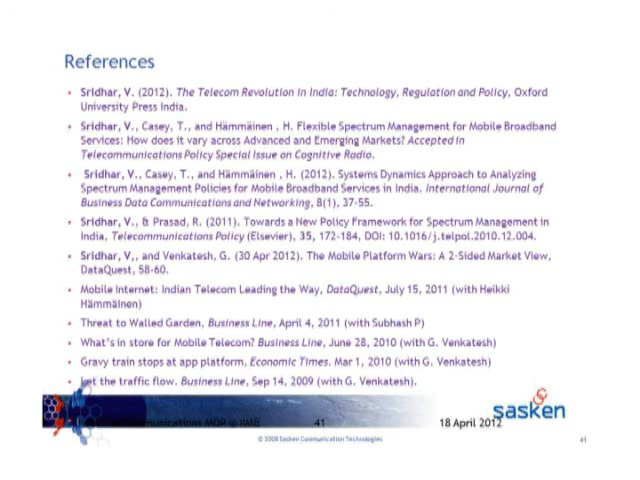 References
• Sridhar, V. (2012). The Telecom Revolution in India: Technology, Regulation and Policy, Oxford
University Press India.
• Sridhar, V., Casey, T., and Hämmäinen , H. Flexible Spectrum Management for Mobile Broadband
Services: How does it vary across Advanced and Emerging Markets? Accepted in
Telecommunications Policy Special Issue on Cognitive Radio.
• Sridhar, V.. Casey, T., and Hämmäinen , H. (2012). Systems Dynamics Approach to Analyzing
Spectrum Management Policies for Mobile Broadband Services in India. International Journal of
Business Data Communications and Networking, 8(1), 37-55.
• Sridhar, V., & Prasad, R. (2011). Towards a New Policy Framework for Spectrum Management in
India, Telecommunications Policy (Elsevier), 35, 172-184, DOI: 10.1016/j.telpol.2010.12.004.
• Sridhar, V,, and Venkatesh, G. (30 Apr 2012). The Mobile Platform Wars: A 2-Sided Market View,
DataQuest, 58-60.
• Mobile Internet: Indian Telecom Leading the Way, DataQuest, July 15, 2011 (with Heikki
Hämmäinen)
• Threat to Walled Garden, Business Line, April 4, 2011 (with Subhash P)
• What's in store for Mobile Telecom? Business Line, June 28, 2010 (with G. Venkatesh)
• Gravy train stops at app platform, Economic Times. Mar 1, 2010 (with G. Venkatesh)
• Let the traffic flow. Business Line, Sep 14, 2009 (with G. Venkatesh).
MDP @ IIMB 41 18 April 2012 sasken
© 2008 Sasken Communication Technologies 41